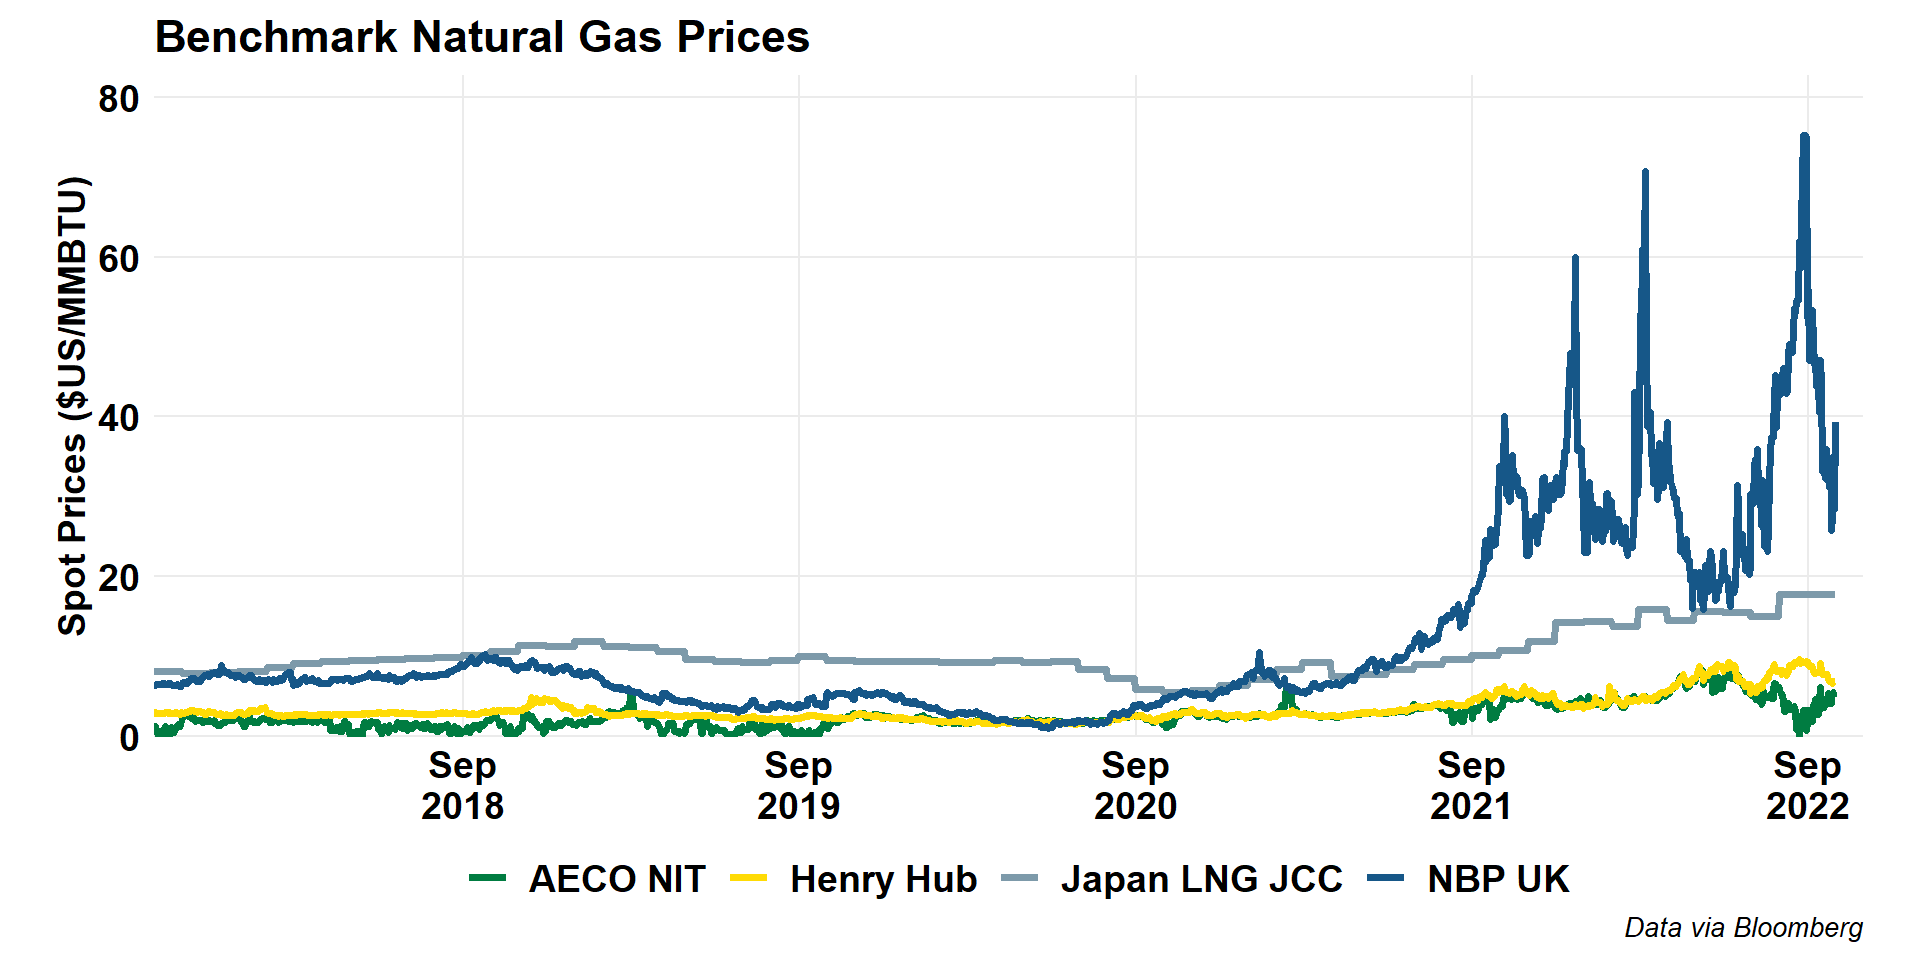 Benchmark Natural Gas Prices
Spot Prices ($US/MMBTU)
80
60
40
20
0
Sep 2018
Sep 2019
Sep 2020
Sep 2021
Sep 2022
AECO NIT
Henry Hub
Japan LNG JCC
NBP UK
Data via Bloomberg